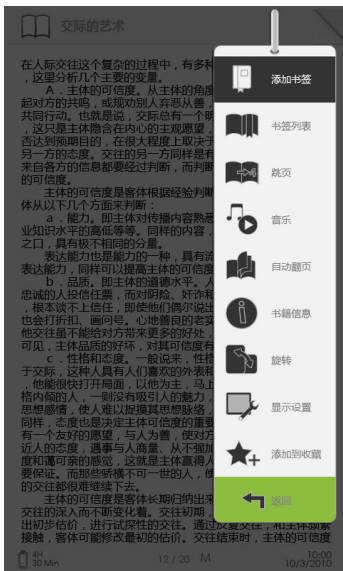 交际的艺术
在人际交往这个复杂的过程中，有多种
，这里分析几个主要的变量。
A．主体的可信度。从主体的角度
起对方的共鸣，或规劝别人弃恶从善，
共同行动。也就是说，交际总有一个明
，这只是主体隐含在内心的主观愿望，
否达到预期目的，在很大程度上取决于
另一方的态度。交往的另一方同样是有
来自各方的信息都要经过判断，而判断
的可信度。
主体的可信度是客体根据经验判断
体从以下几个方面来判断：
a．能力。即主体对传播内容熟悉
业知识水平的高低等等。同样的内容，
之口，具有极不相同的分量。
表达能力也是能力的一种，具有流
表达能力，同样可以提高主体的可信度
b．品质。即主体的道德水平。人
忠诚的人投信任票，而对阴险、奸诈和
，根本谈不上信任，即使他们偶尔说出
也会打折扣、画问号。心地善良的老实
他交往虽不能给对方带来更多的好处，
可见，主体品质的好坏，对其可信度有
c．性格和态度。一般说来，性格
于交际，这种人具有人们喜欢的外表和
，他能很快打开局面，以他为主，马上
格内倾的人，一则没有吸引人的魅力，
思想感情，使人难以捉摸其思想脉络，
同样，态度也是决定主体可信度的重要
有一个友好的愿望，与人为善，使对方
近人的态度，遇事与人商量、从不强加
度和蔼可亲的感觉，这就是主体赢得人
要保证。而那些骄横不可一世的人，使
的交往都很难继续下去。
主体的可信度是客体长期归纳出来
交往的深入而不断变化着。交往初期，
出初步估价，进行试探性的交往。通过反复交往，和主体频繁
接触，客体可能修改最初的估价。交往结束时，主体的可信度
4H
30 Min
12 / 20
M
10:00
10/3/2010
添加书签
书签列表
跳页
音乐
自动翻页
书籍信息
旋转
显示设置
添加到收藏
返回